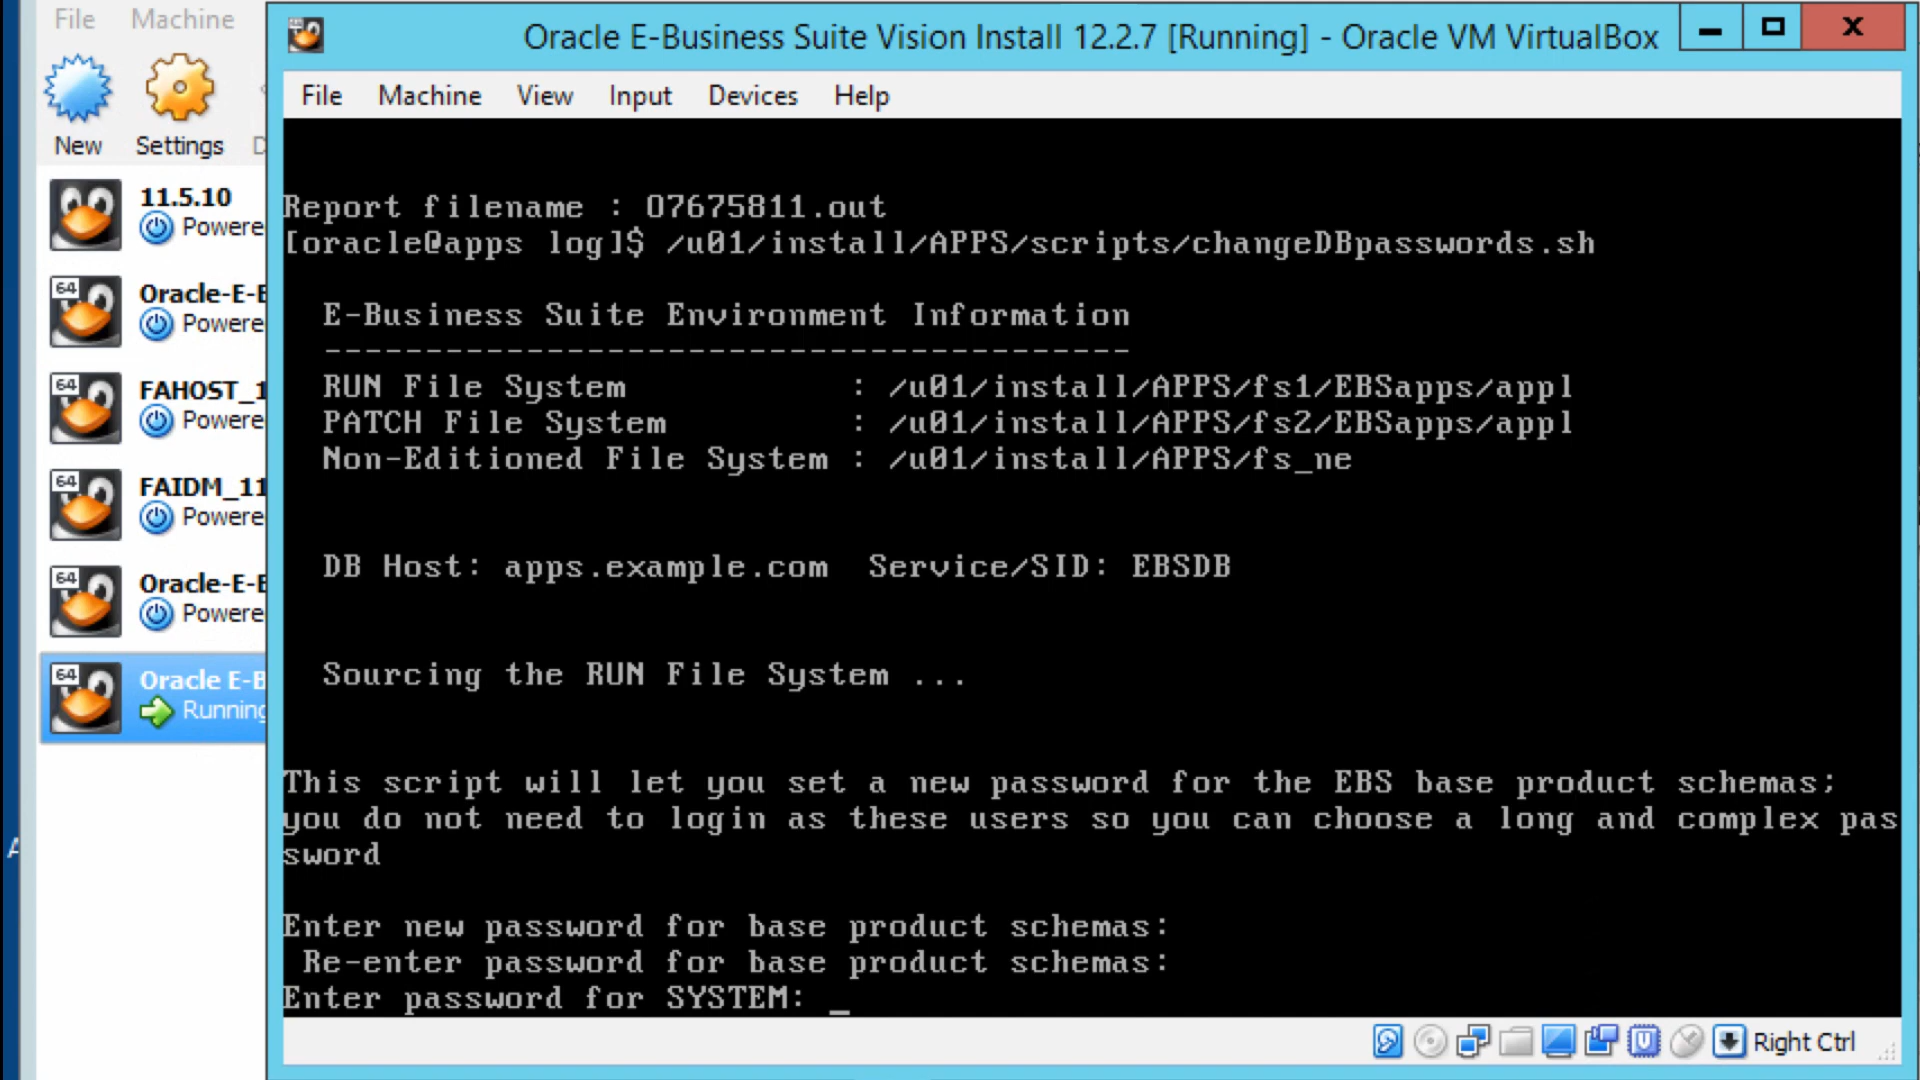 File Machine
Oracle E-Business Suite Vision Install 12.2.7 [Running] - Oracle VM VirtualBox
File Machine View Input Devices Help
New Settings D
11.5.10
Powere
64 Oracle-E-B
Powere
64 FAHOST_1
Powere
64 FAIDM_11
Powere
64 Oracle-E-B
Powere
64 Oracle E-B
Running
Report filename : O7675811.out
[oracle@apps log]$ /u01/install/APPS/scripts/changeDBpasswords.sh
E-Business Suite Environment Information
----------------------------------------
RUN File System : /u01/install/APPS/fs1/EBSapps/appl
PATCH File System : /u01/install/APPS/fs2/EBSapps/appl
Non-Editioned File System : /u01/install/APPS/fs_ne
DB Host: apps.example.com Service/SID: EBSDB
Sourcing the RUN File System ...
This script will let you set a new password for the EBS base product schemas;
you do not need to login as these users so you can choose a long and complex pas
sword
Enter new password for base product schemas:
Re-enter password for base product schemas:
Enter password for SYSTEM: _
Right Ctrl